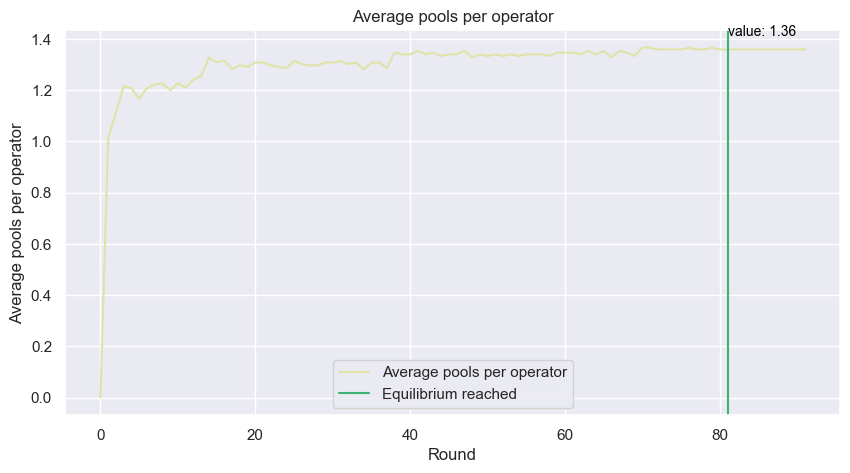 Average pools per operator
value: 1.36
Average pools per operator
1.4
1.2
1.0
0.8
0.6
0.4
0.2
0.0
Average pools per operator
Equilibrium reached
0 20 40 60 80
Round